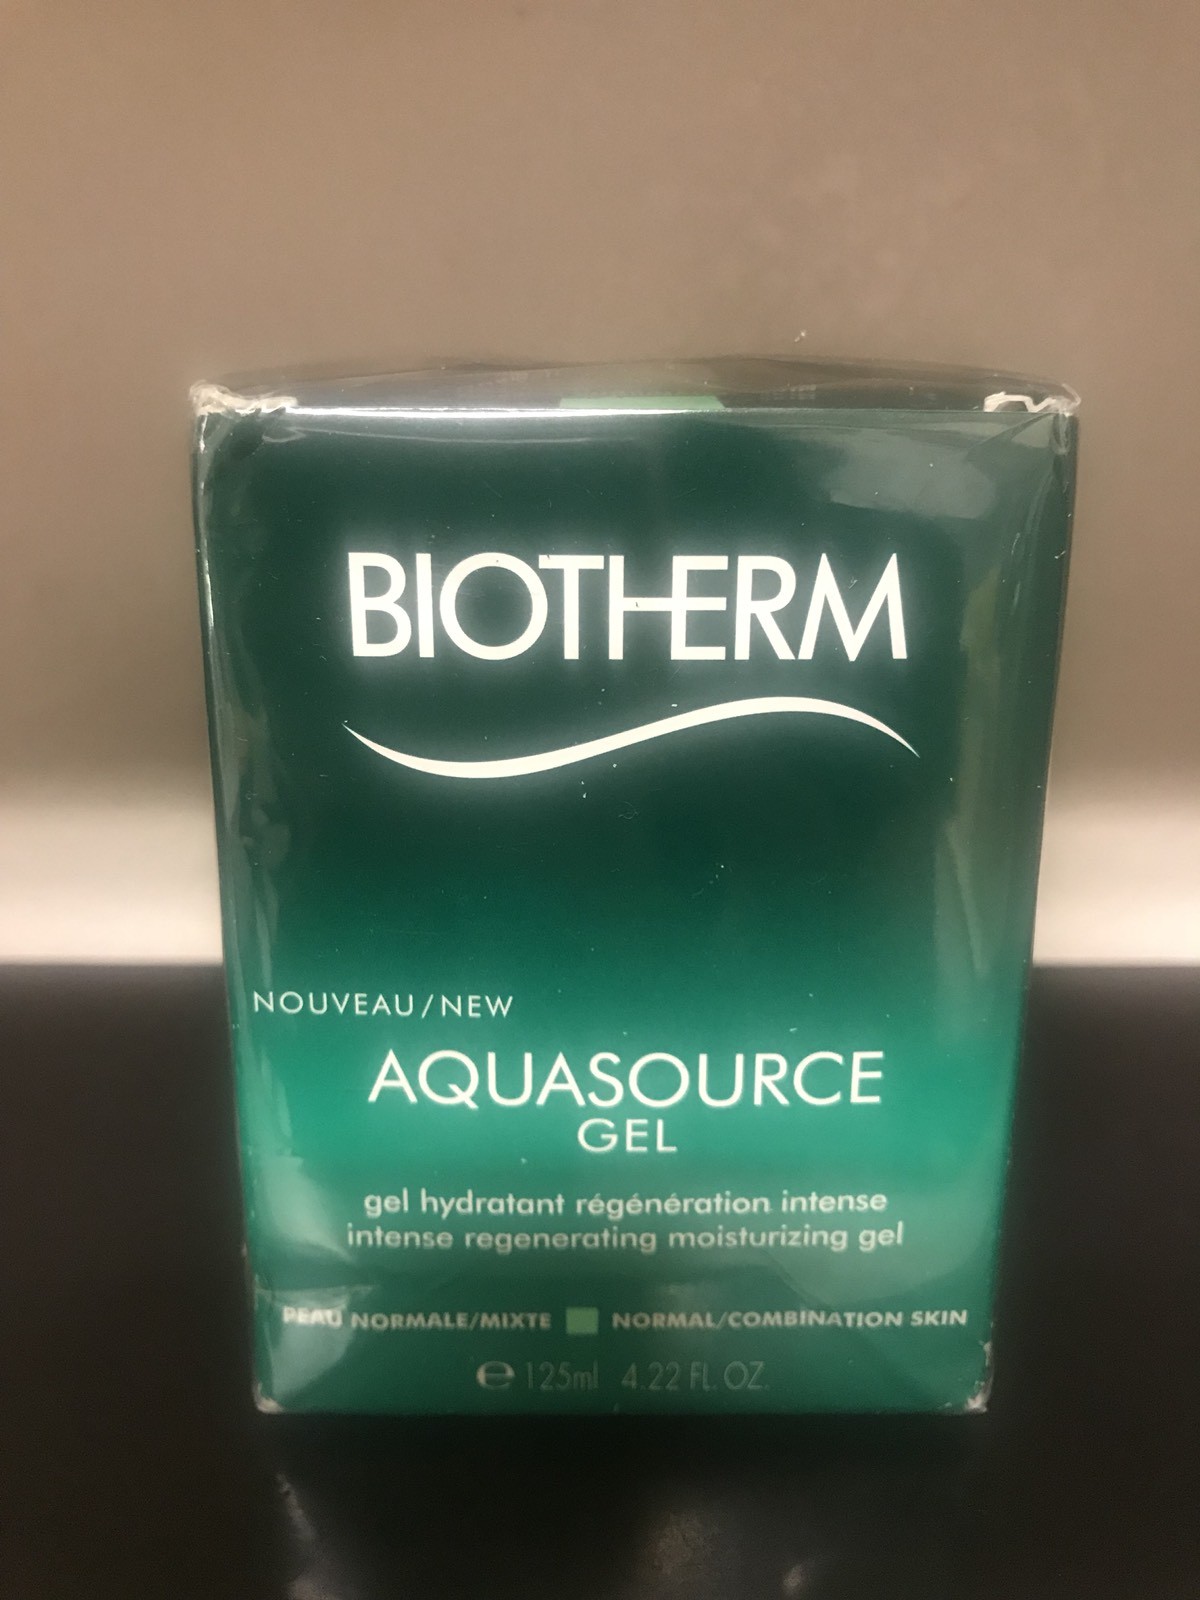 BIOTHERM
NOUVEAU/NEW
AQUASOURCE
GEL
gel hydratant régénération intense
intense regenerating moisturizing gel
PEAU NORMALE/MIXTE NORMAL/COMBINATION SKIN
℮ 125ml 4.22 FL. OZ.